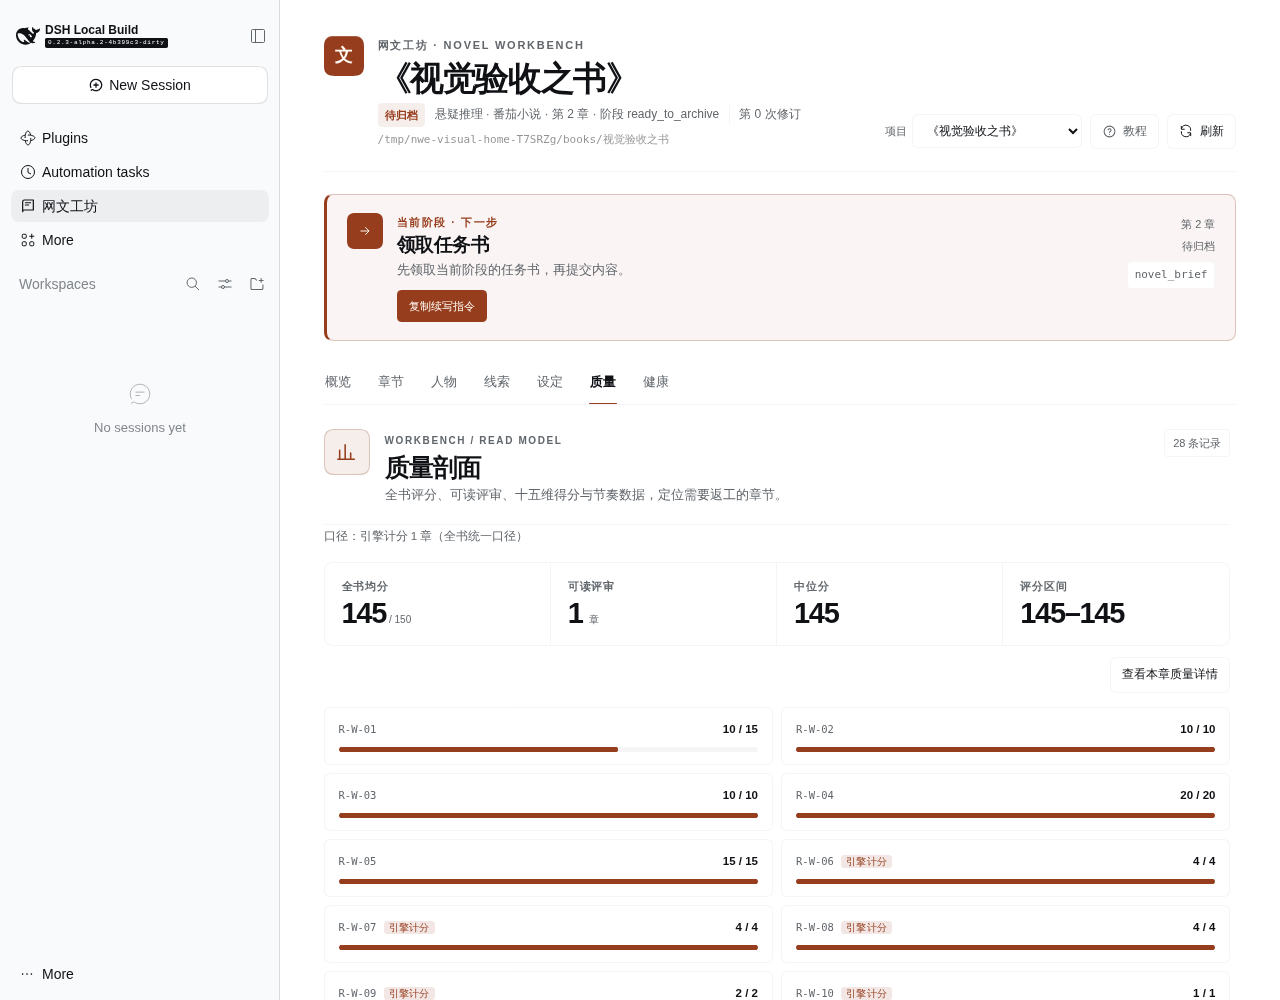 DSH Local Build
0.2.3-alpha.2-4b399c3-dirty
New Session
Plugins
Automation tasks
网文工坊
More
Workspaces
No sessions yet
More
文
网文工坊 · NOVEL WORKBENCH
《视觉验收之书》
待归档 悬疑推理 · 番茄小说 · 第 2 章 · 阶段 ready_to_archive 第 0 次修订
/tmp/nwe-visual-home-T7SRZg/books/视觉验收之书
项目 《视觉验收之书》 教程 刷新
当前阶段 · 下一步
领取任务书
先领取当前阶段的任务书，再提交内容。
复制续写指令
第 2 章
待归档
novel_brief
概览 章节 人物 线索 设定 质量 健康
WORKBENCH / READ MODEL
质量剖面
全书评分、可读评审、十五维得分与节奏数据，定位需要返工的章节。
28 条记录
口径：引擎计分 1 章（全书统一口径）
全书均分
145 / 150
可读评审
1 章
中位分
145
评分区间
145–145
查看本章质量详情
R-W-01 10 / 15
R-W-02 10 / 10
R-W-03 10 / 10
R-W-04 20 / 20
R-W-05 15 / 15
R-W-06 引擎计分 4 / 4
R-W-07 引擎计分 4 / 4
R-W-08 引擎计分 4 / 4
R-W-09 引擎计分 2 / 2
R-W-10 引擎计分 1 / 1